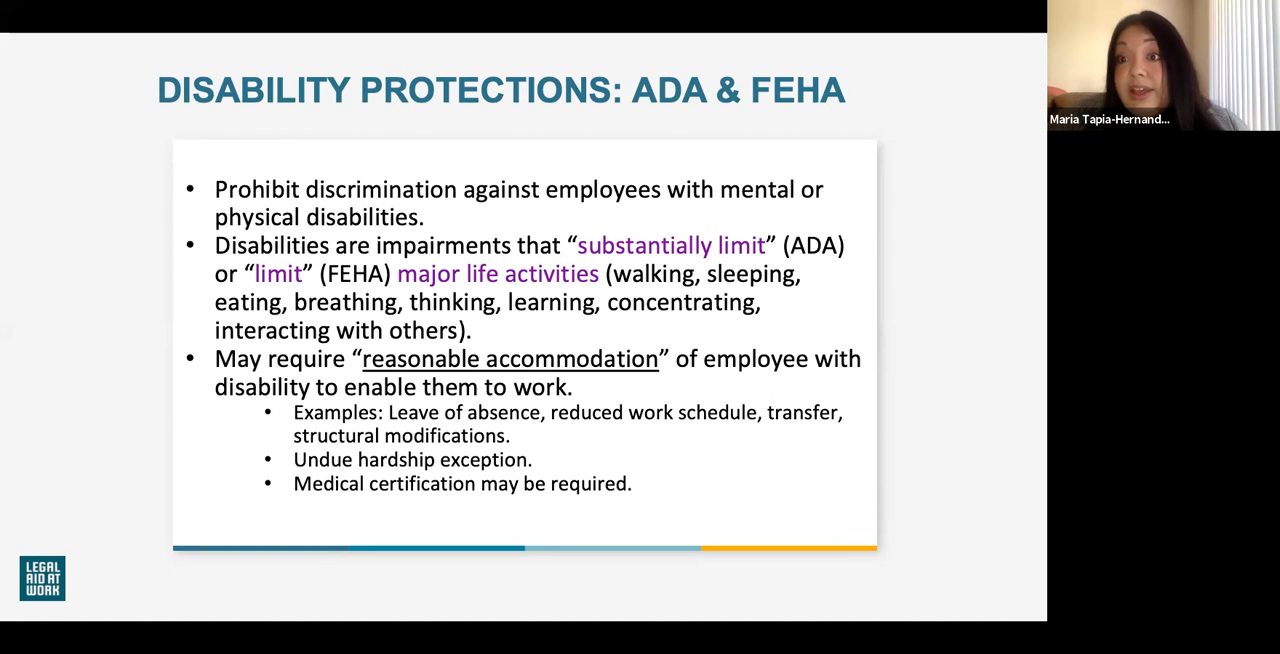 DISABILITY PROTECTIONS: ADA & FEHA
• Prohibit discrimination against employees with mental or
physical disabilities.
• Disabilities are impairments that “substantially limit” (ADA)
or “limit” (FEHA) major life activities (walking, sleeping,
eating, breathing, thinking, learning, concentrating,
interacting with others).
• May require “reasonable accommodation” of employee with
disability to enable them to work.
• Examples: Leave of absence, reduced work schedule, transfer,
structural modifications.
• Undue hardship exception.
• Medical certification may be required.
LEGAL
AID AT
WORK
Maria Tapia-Hernand...